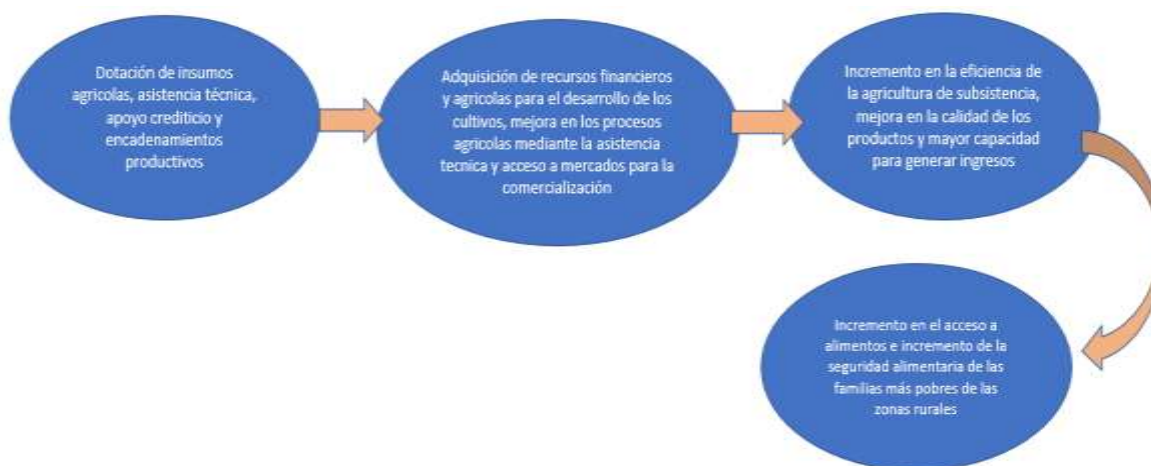 Dotación de insumos
agricolas, asistencia técnica,
apoyo crediticio y
encadenamientos
productivos
Adquisición de recursos financieros
y agricolas para el desarrollo de los
cultivos, mejora en los procesos
agricolas mediante la asistencia
tecnica y acceso a mercados para la
comercialización
Incremento en la eficiencia de
la agricultura de subsistencia,
mejora en la calidad de los
productos y mayor capacidad
para generar ingresos
Incremento en el acceso a
alimentos e incremento de la
seguridad alimentaria de las
familias más pobres de las
zonas rurales